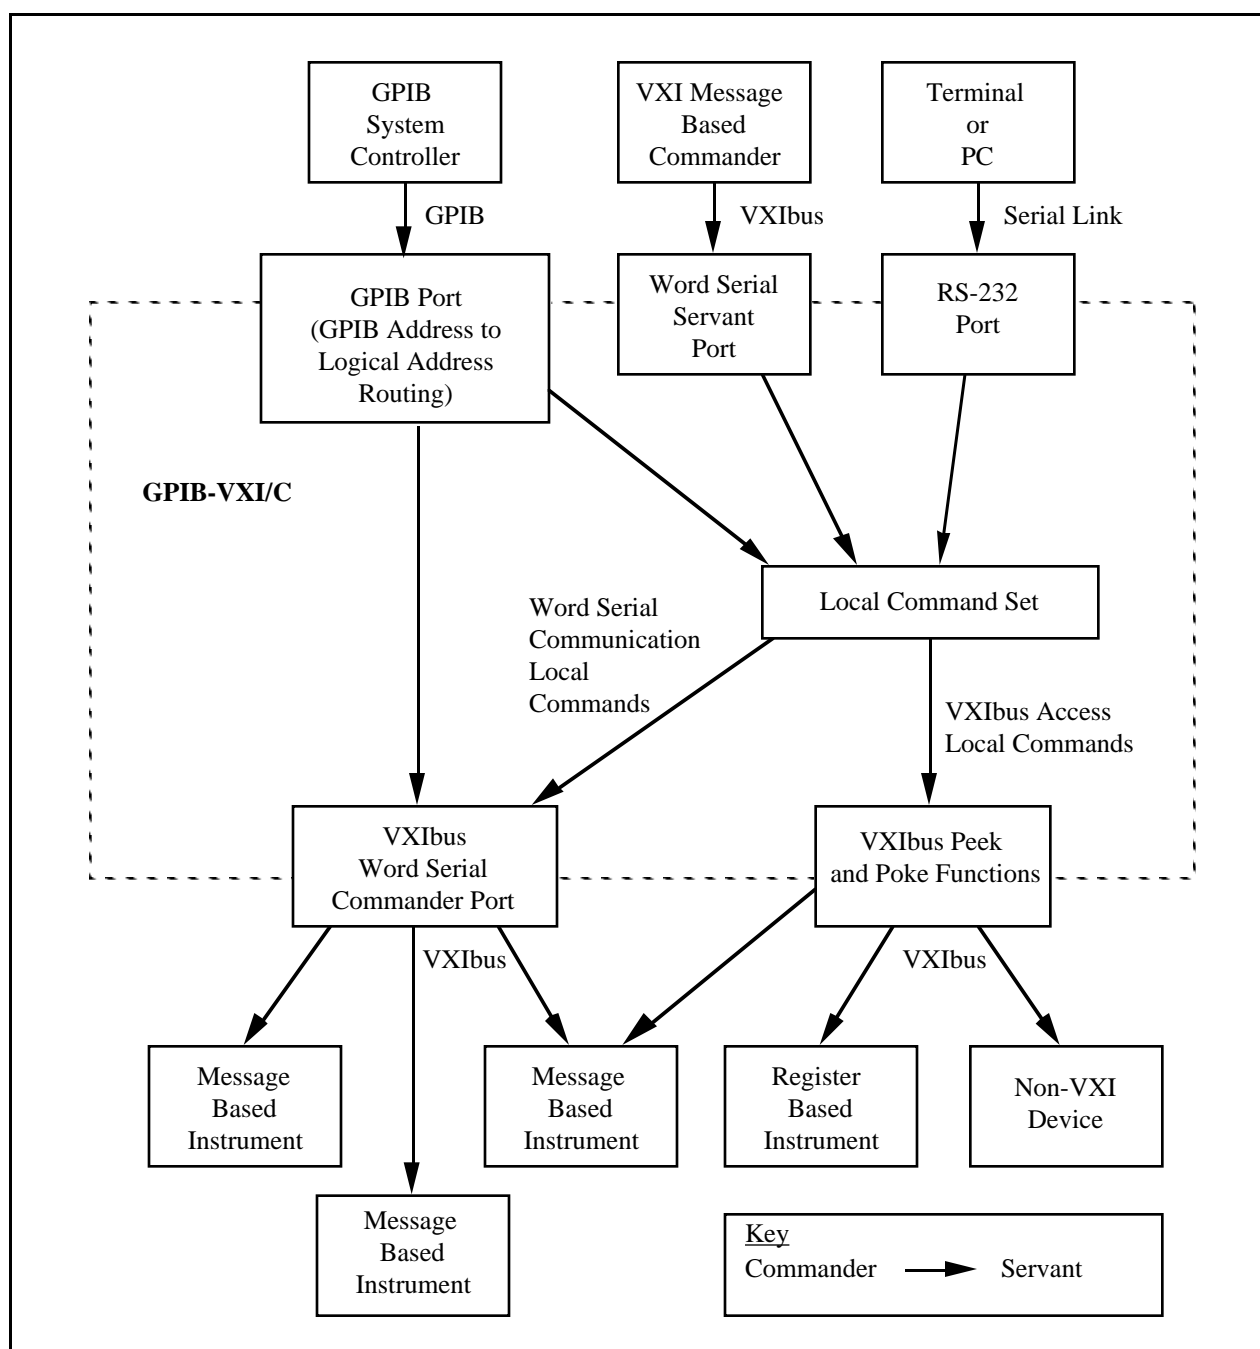 GPIB
System
Controller
VXI Message
Based
Commander
Terminal
or
PC
GPIB
VXIbus
Serial Link
GPIB Port
(GPIB Address to
Logical Address
Routing)
Word Serial
Servant
Port
RS-232
Port
GPIB-VXI/C
Local Command Set
Word Serial
Communication
Local
Commands
VXIbus Access
Local Commands
VXIbus
Word Serial
Commander Port
VXIbus Peek
and Poke Functions
VXIbus
VXIbus
Message
Based
Instrument
Message
Based
Instrument
Register
Based
Instrument
Non-VXI
Device
Message
Based
Instrument
Key
Commander
Servant